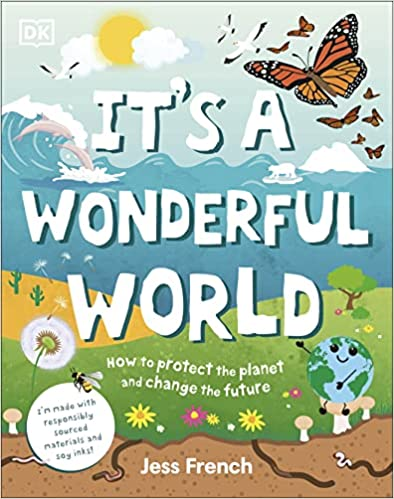 DK
IT'S A
WONDERFUL
WORLD
How to protect the planet
and change the future
I'm made with
responsibly
sourced
materials and
soy inks!
Jess French